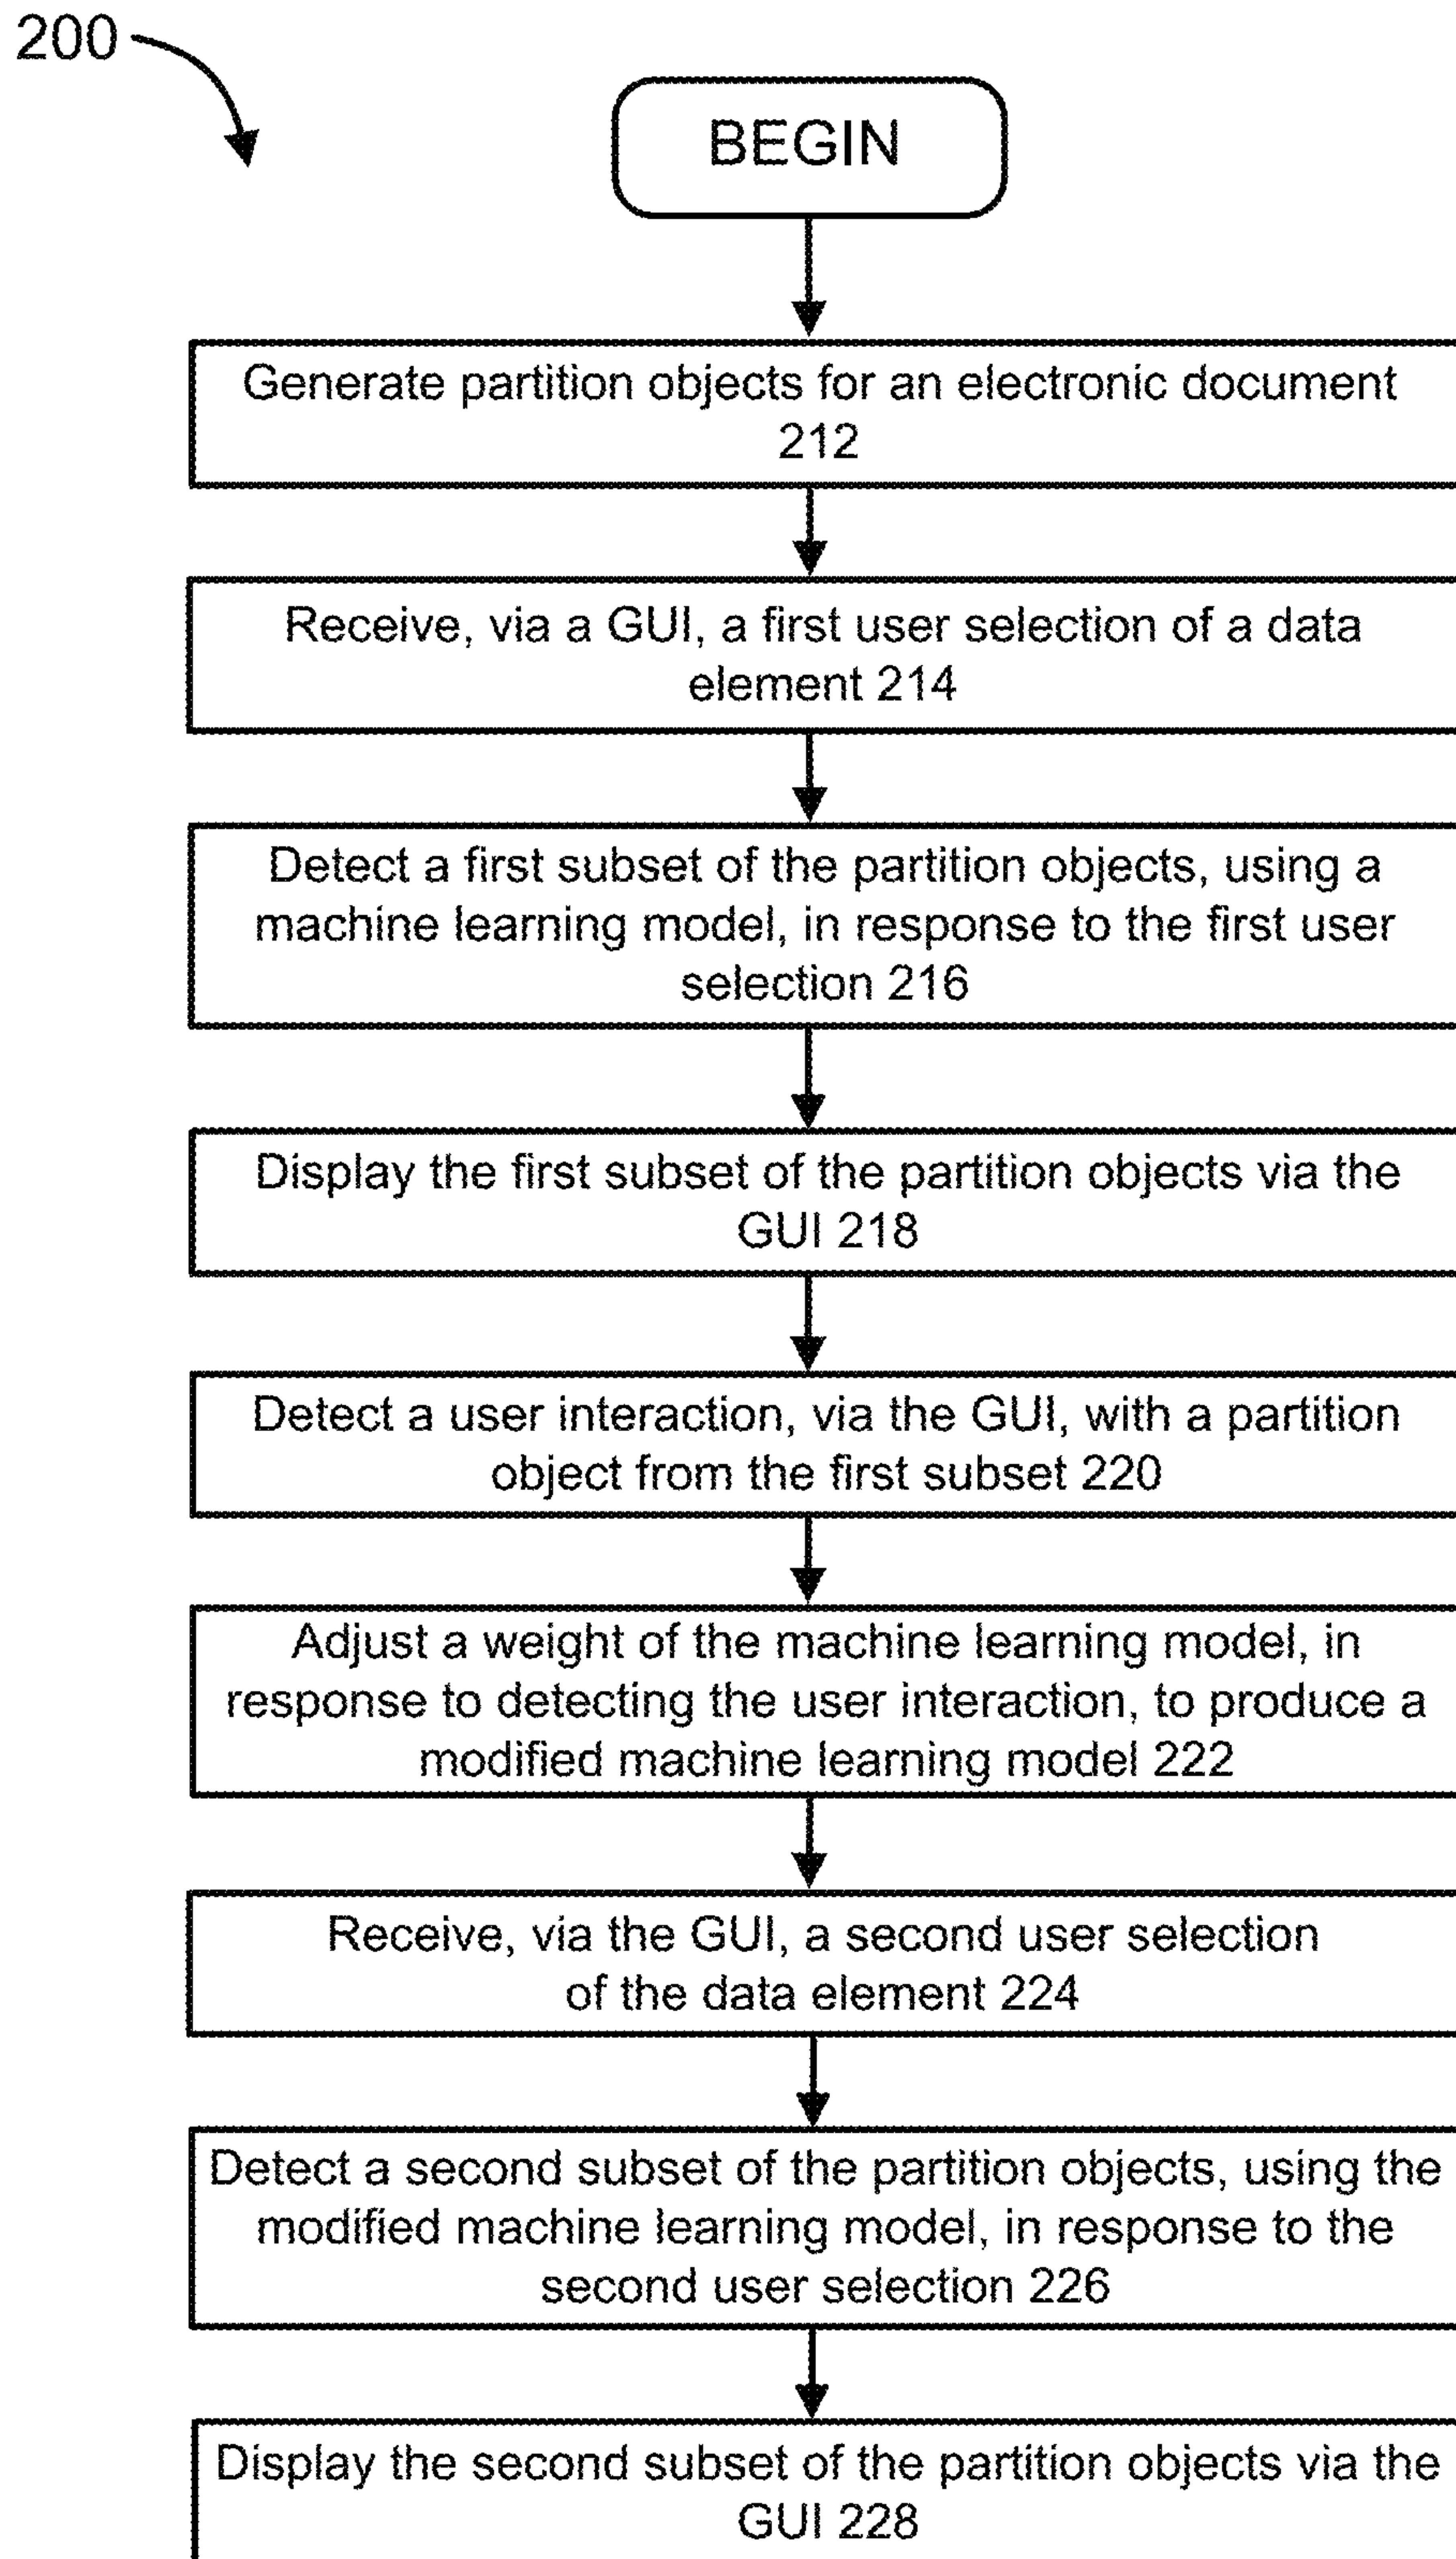 200
BEGIN
Generate partition objects for an electronic document
212
Receive, via a GUI, a first user selection of a data
element 214
Detect a first subset of the partition objects, using a
machine learning model, in response to the first user
selection 216
Display the first subset of the partition objects via the
GUI 218
Detect a user interaction, via the GUI, with a partition
object from the first subset 220
Adjust a weight of the machine learning model, in
response to detecting the user interaction, to produce a
modified machine learning model 222
Receive, via the GUI, a second user selection
of the data element 224
Detect a second subset of the partition objects, using the
modified machine learning model, in response to the
second user selection 226
Display the second subset of the partition objects via the
GUI 228